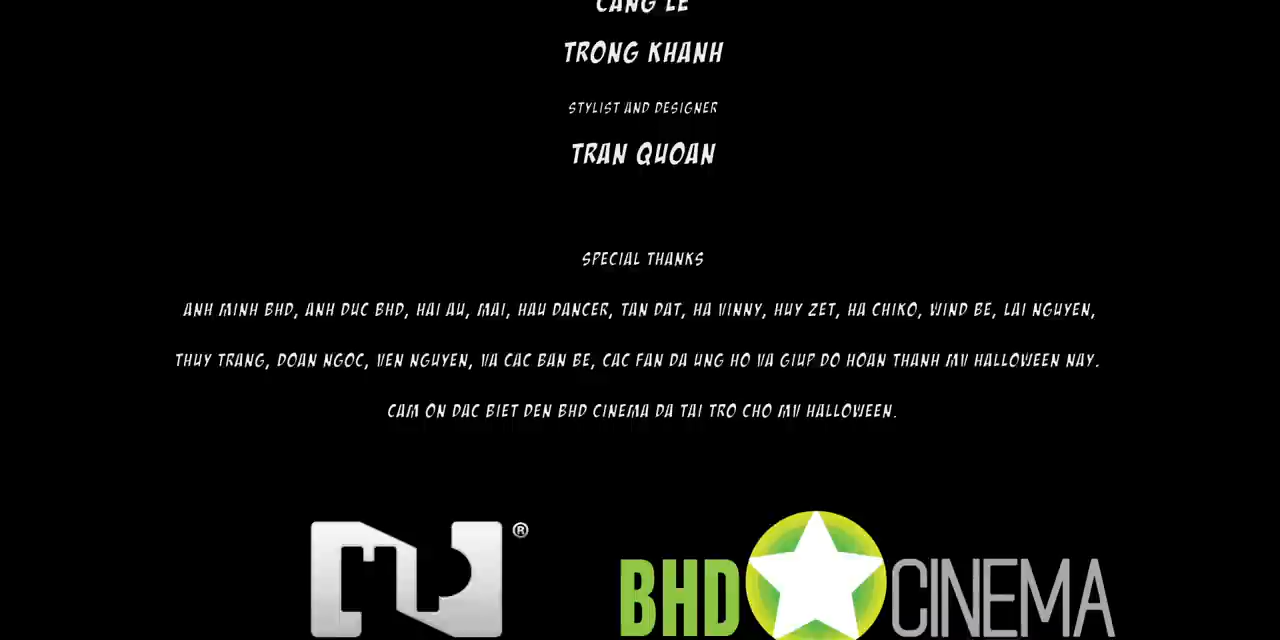 CANG LE
TRONG KHANH
STYLIST AND DESIGNER
TRAN QUOAN
SPECIAL THANKS
ANH MINH BHD, ANH DUC BHD, HAI AU, MAI, HAU DANCER, TAN DAT, HA VINNY, HUY ZET, HA CHIKO, WIND BE, LAI NGUYEN,
THUY TRANG, DOAN NGOC, VEN NGUYEN, VA CAC BAN BE, CAC FAN DA UNG HO VA GIUP DO HOAN THANH MV HALLOWEEN NAY.
CAM ON DAC BIET DEN BHD CINEMA DA TAI TRO CHO MV HALLOWEEN.
®
BHD CINEMA